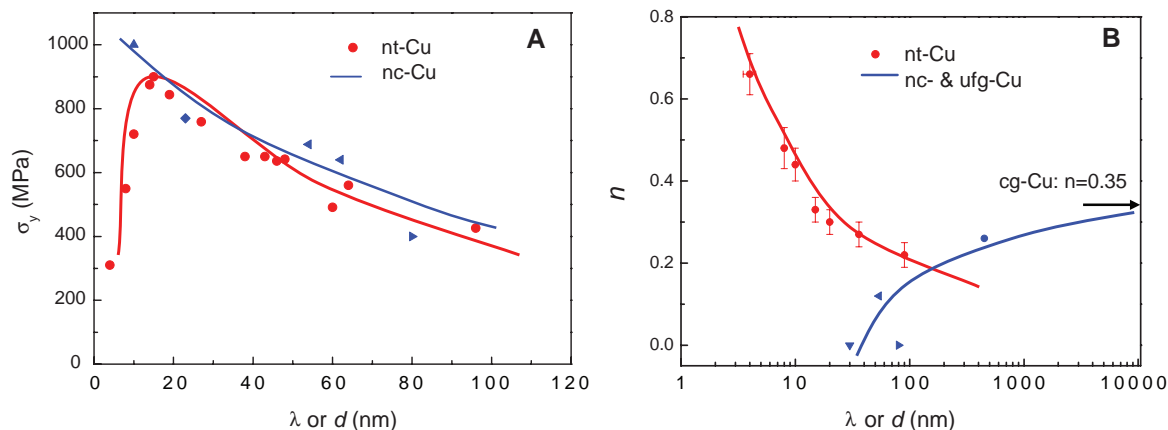 A
nt-Cu
nc-Cu
1000
800
600
400
200
0
σy (MPa)
0 20 40 60 80 100 120
λ or d (nm)
B
nt-Cu
nc- & ufg-Cu
cg-Cu: n=0.35
0.8
0.6
0.4
0.2
0.0
n
1 10 100 1000 10000
λ or d (nm)